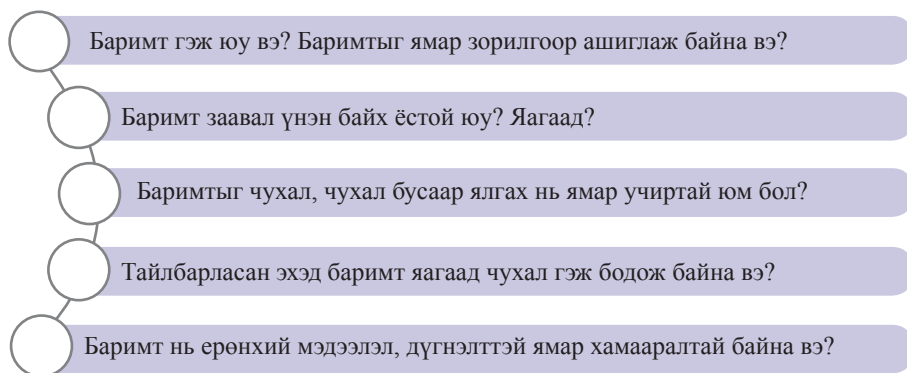 Баримт гэж юу вэ? Баримтыг ямар зорилгоор ашиглаж байна вэ?
Баримт заавал үнэн байх ёстой юу? Яагаад?
Баримтыг чухал, чухал бусаар ялгах нь ямар учиртай юм бол?
Тайлбарласан эхэд баримт яагаад чухал гэж бодож байна вэ?
Баримт нь ерөнхий мэдээлэл, дүгнэлттэй ямар хамааралтай байна вэ?